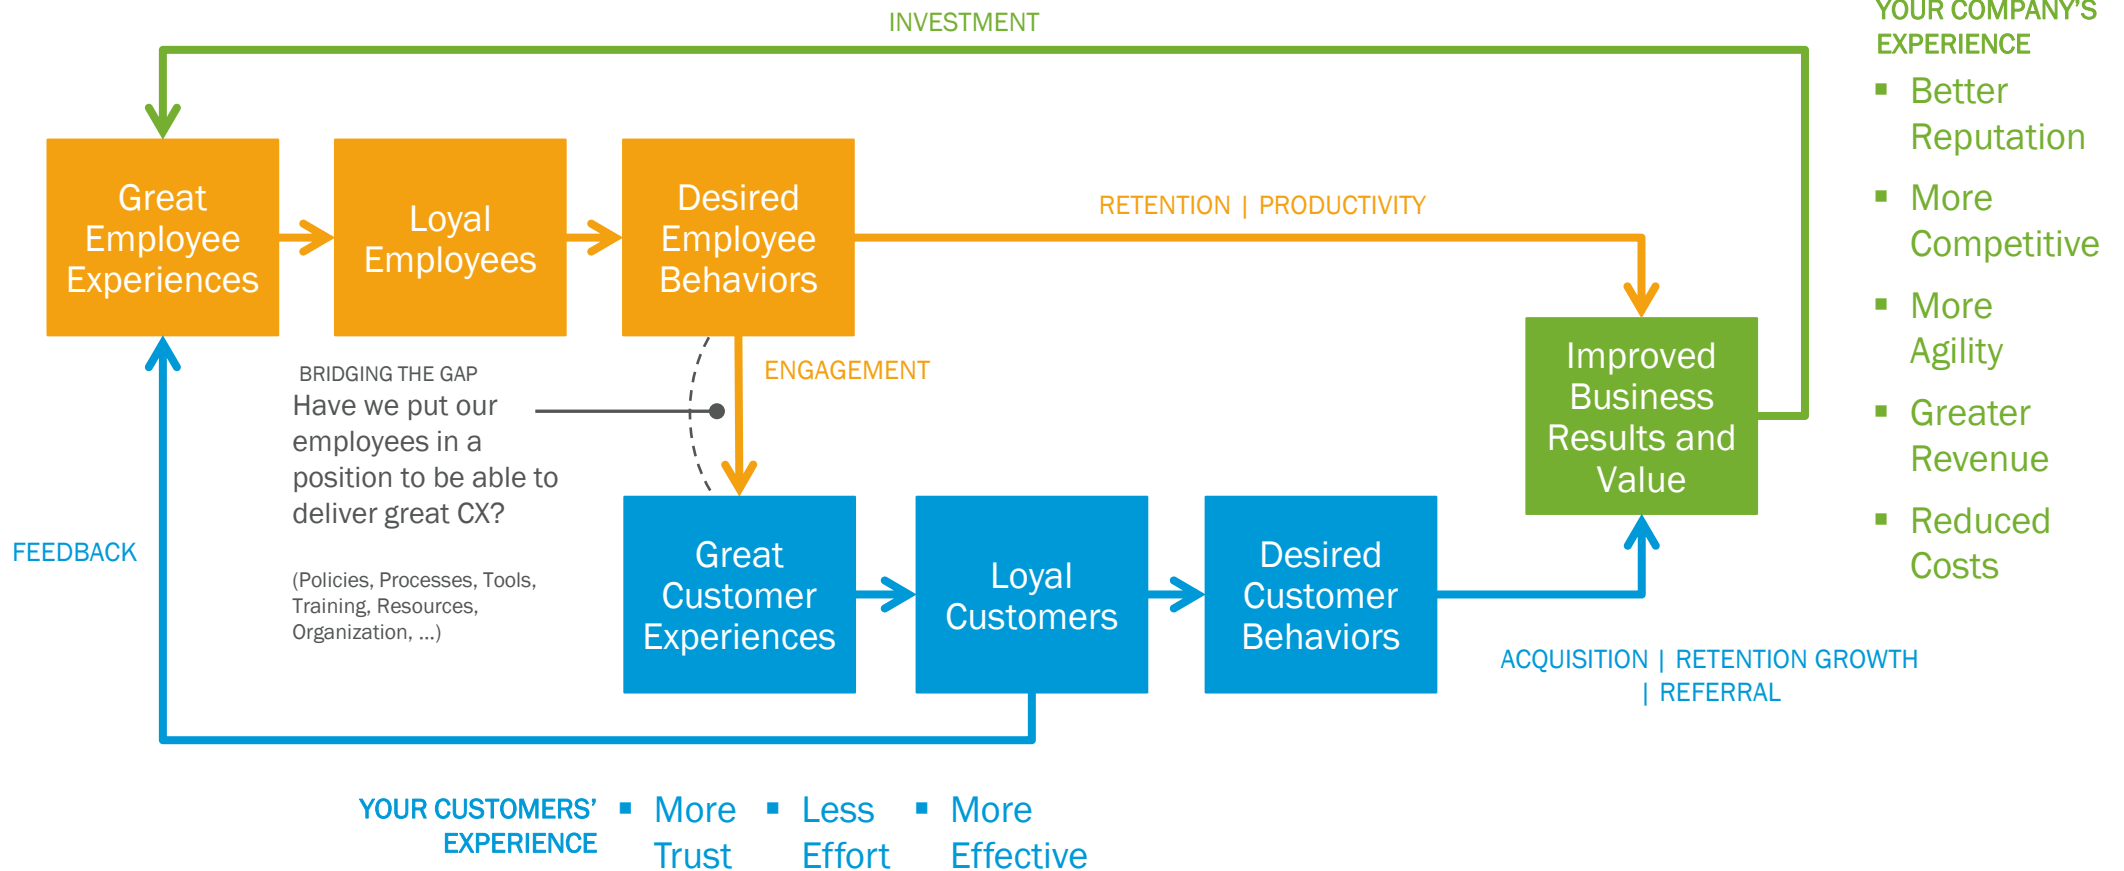 INVESTMENT
YOUR COMPANY'S
EXPERIENCE
▪ Better
Reputation
▪ More
Competitive
▪ More
Agility
▪ Greater
Revenue
▪ Reduced
Costs
Great
Employee
Experiences
Loyal
Employees
Desired
Employee
Behaviors
RETENTION | PRODUCTIVITY
ENGAGEMENT
BRIDGING THE GAP
Have we put our
employees in a
position to be able to
deliver great CX?
(Policies, Processes, Tools,
Training, Resources,
Organization, ...)
Improved
Business
Results and
Value
FEEDBACK
Great
Customer
Experiences
Loyal
Customers
Desired
Customer
Behaviors
ACQUISITION | RETENTION GROWTH
| REFERRAL
YOUR CUSTOMERS'
EXPERIENCE
▪ More
Trust
▪ Less
Effort
▪ More
Effective